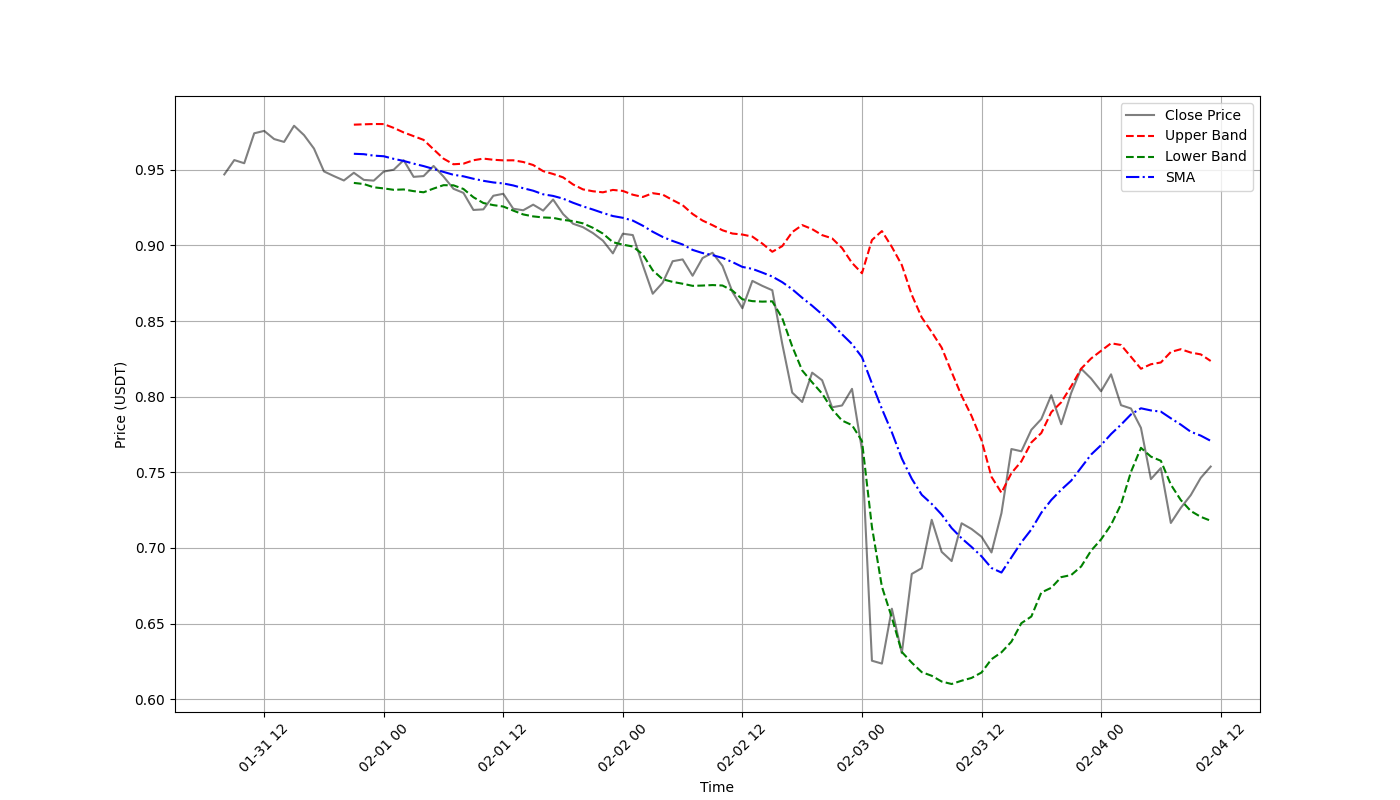 Close Price
Upper Band
Lower Band
SMA
Price (USDT)
0.95
0.90
0.85
0.80
0.75
0.70
0.65
0.60
01-31 12
02-01 00
02-01 12
02-02 00
02-02 12
02-03 00
02-03 12
02-04 00
02-04 12
Time